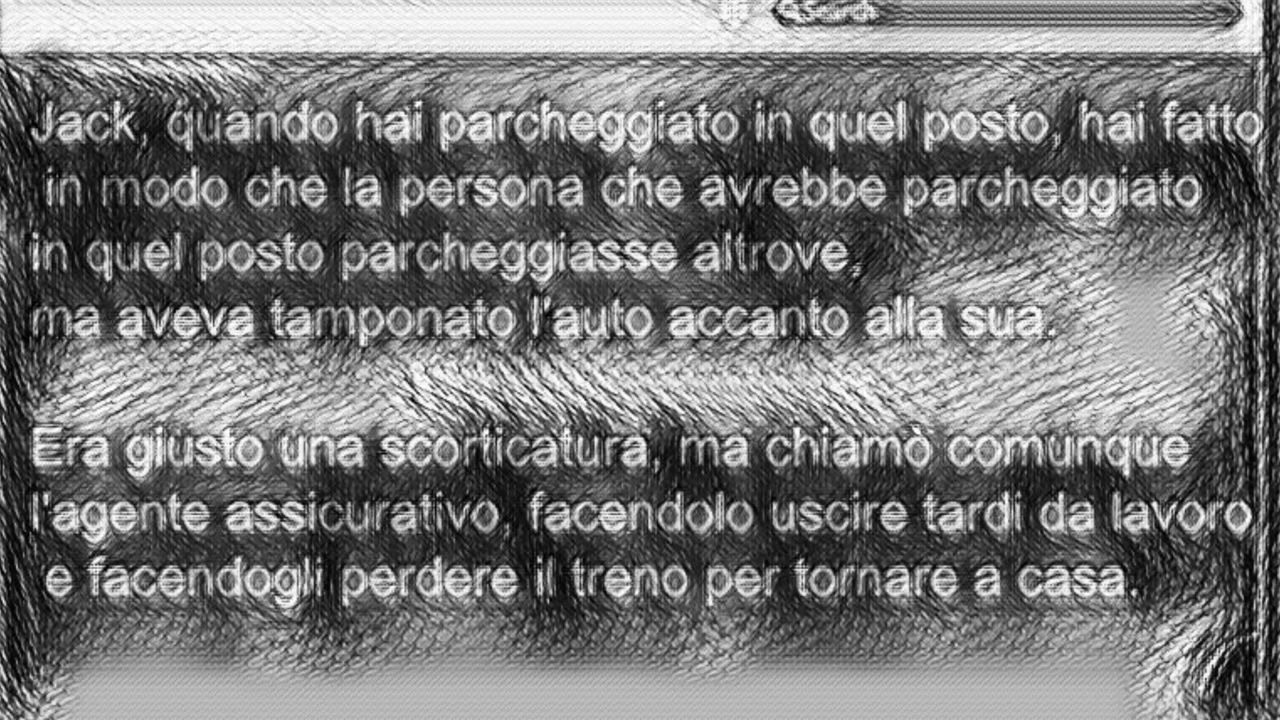 Search
Jack, quando hai parcheggiato in quel posto, hai fatto
in modo che la persona che avrebbe parcheggiato
in quel posto parcheggiasse altrove,
ma aveva tamponato l'auto accanto alla sua.
Era giusto una scorticatura, ma chiamò comunque
l'agente assicurativo, facendolo uscire tardi da lavoro
e facendogli perdere il treno per tornare a casa.